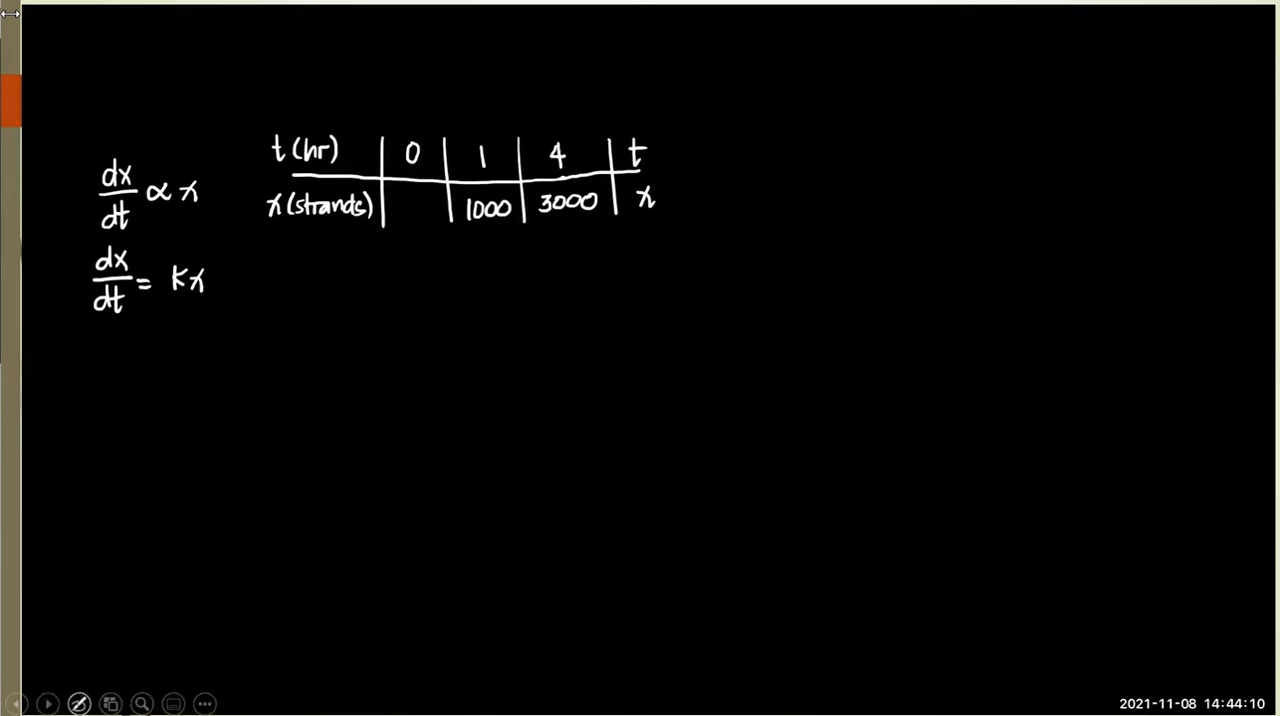 dx/dt ∝ x
dx/dt = kx
t (hr) | 0 | 1 | 4 | t
x (strands) | | 1000 | 3000 | x
2021-11-08 14:44:10